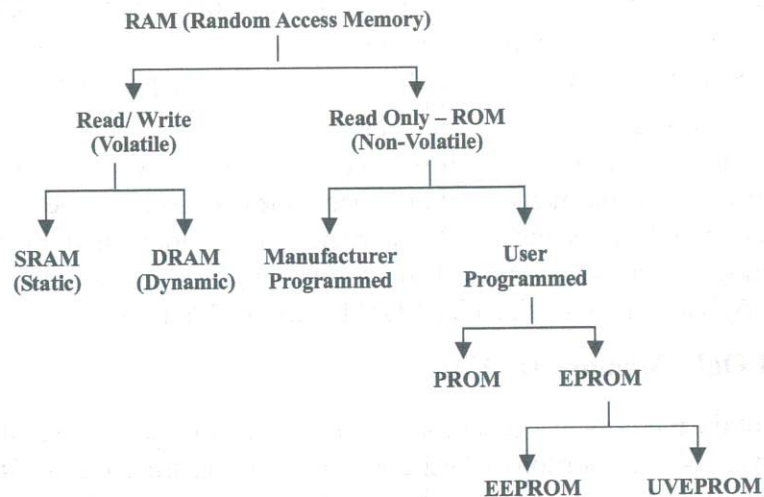 RAM (Random Access Memory)
Read/ Write
(Volatile)
Read Only – ROM
(Non-Volatile)
SRAM
(Static)
DRAM
(Dynamic)
Manufacturer
Programmed
User
Programmed
PROM
EPROM
EEPROM
UVEPROM